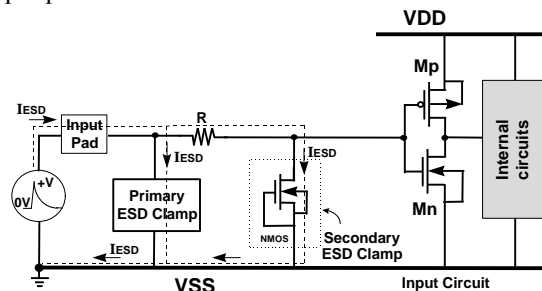 VDD
Mp
IESD
Input
Pad
R
IESD
IESD
Internal
circuits
+V
0V
Primary
ESD Clamp
NMOS
Mn
Secondary
ESD Clamp
IESD
VSS
Input Circuit